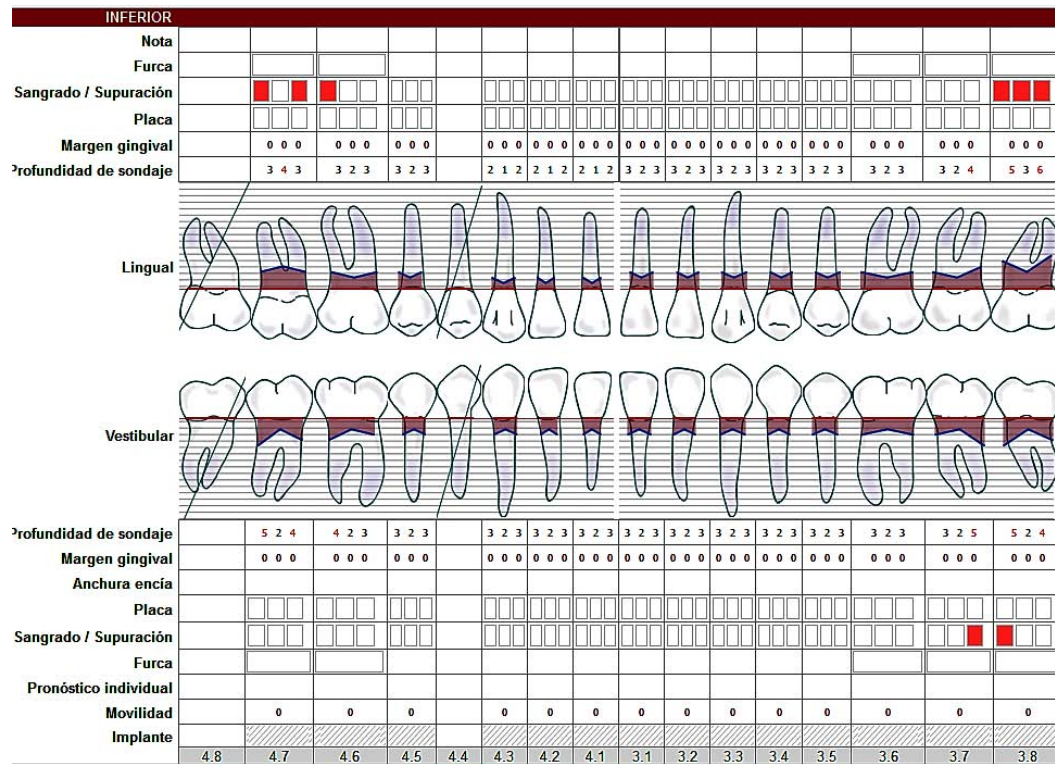 INFERIOR
Nota
Furca
Sangrado / Supuración
Placa
Margen gingival 0 0 0 0 0 0 0 0 0 0 0 0 0 0 0 0 0 0 0 0 0 0 0 0 0 0 0 0 0 0 0 0 0 0 0 0 0 0 0 0 0 0
Profundidad de sondaje 3 4 3 3 2 3 3 2 3 2 1 2 2 1 2 2 1 2 3 2 3 3 2 3 3 2 3 3 2 3 3 2 3 3 2 3 3 2 4 5 3 6
Lingual
Vestibular
Profundidad de sondaje 5 2 4 4 2 3 3 2 3 3 2 3 3 2 3 3 2 3 3 2 3 3 2 3 3 2 3 3 2 3 3 2 3 3 2 3 3 2 5 5 2 4
Margen gingival 0 0 0 0 0 0 0 0 0 0 0 0 0 0 0 0 0 0 0 0 0 0 0 0 0 0 0 0 0 0 0 0 0 0 0 0 0 0 0 0 0 0
Anchura encía
Placa
Sangrado / Supuración
Furca
Pronóstico individual
Movilidad 0 0 0 0 0 0 0 0 0 0 0 0 0 0
Implante
4.8 4.7 4.6 4.5 4.4 4.3 4.2 4.1 3.1 3.2 3.3 3.4 3.5 3.6 3.7 3.8